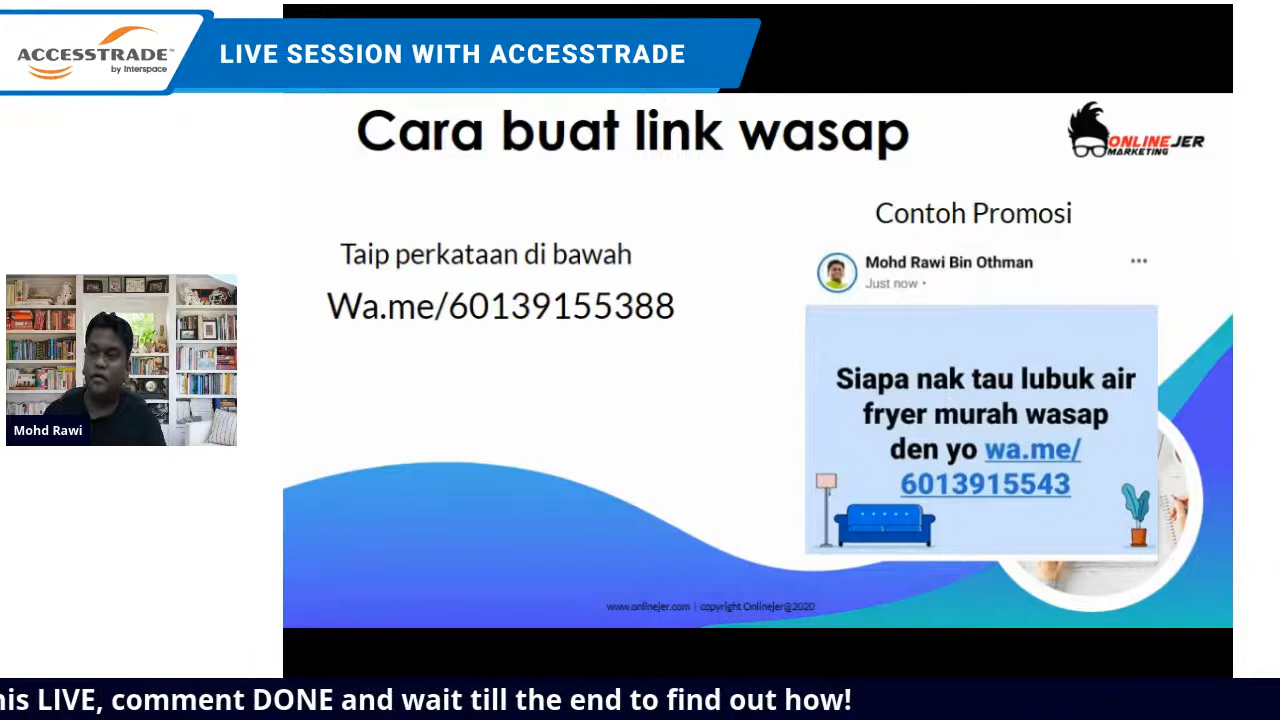 ACCESSTRADE™
by Interspace
LIVE SESSION WITH ACCESSTRADE
Cara buat link wasap
ONLINEJER
MARKETING
Contoh Promosi
Taip perkataan di bawah
Wa.me/60139155388
Mohd Rawi Bin Othman
Just now •
Siapa nak tau lubuk air
fryer murah wasap
den yo wa.me/
6013915543
Mohd Rawi
www.onlinejer.com | copyright Onlinejer@2020
his LIVE, comment DONE and wait till the end to find out how!